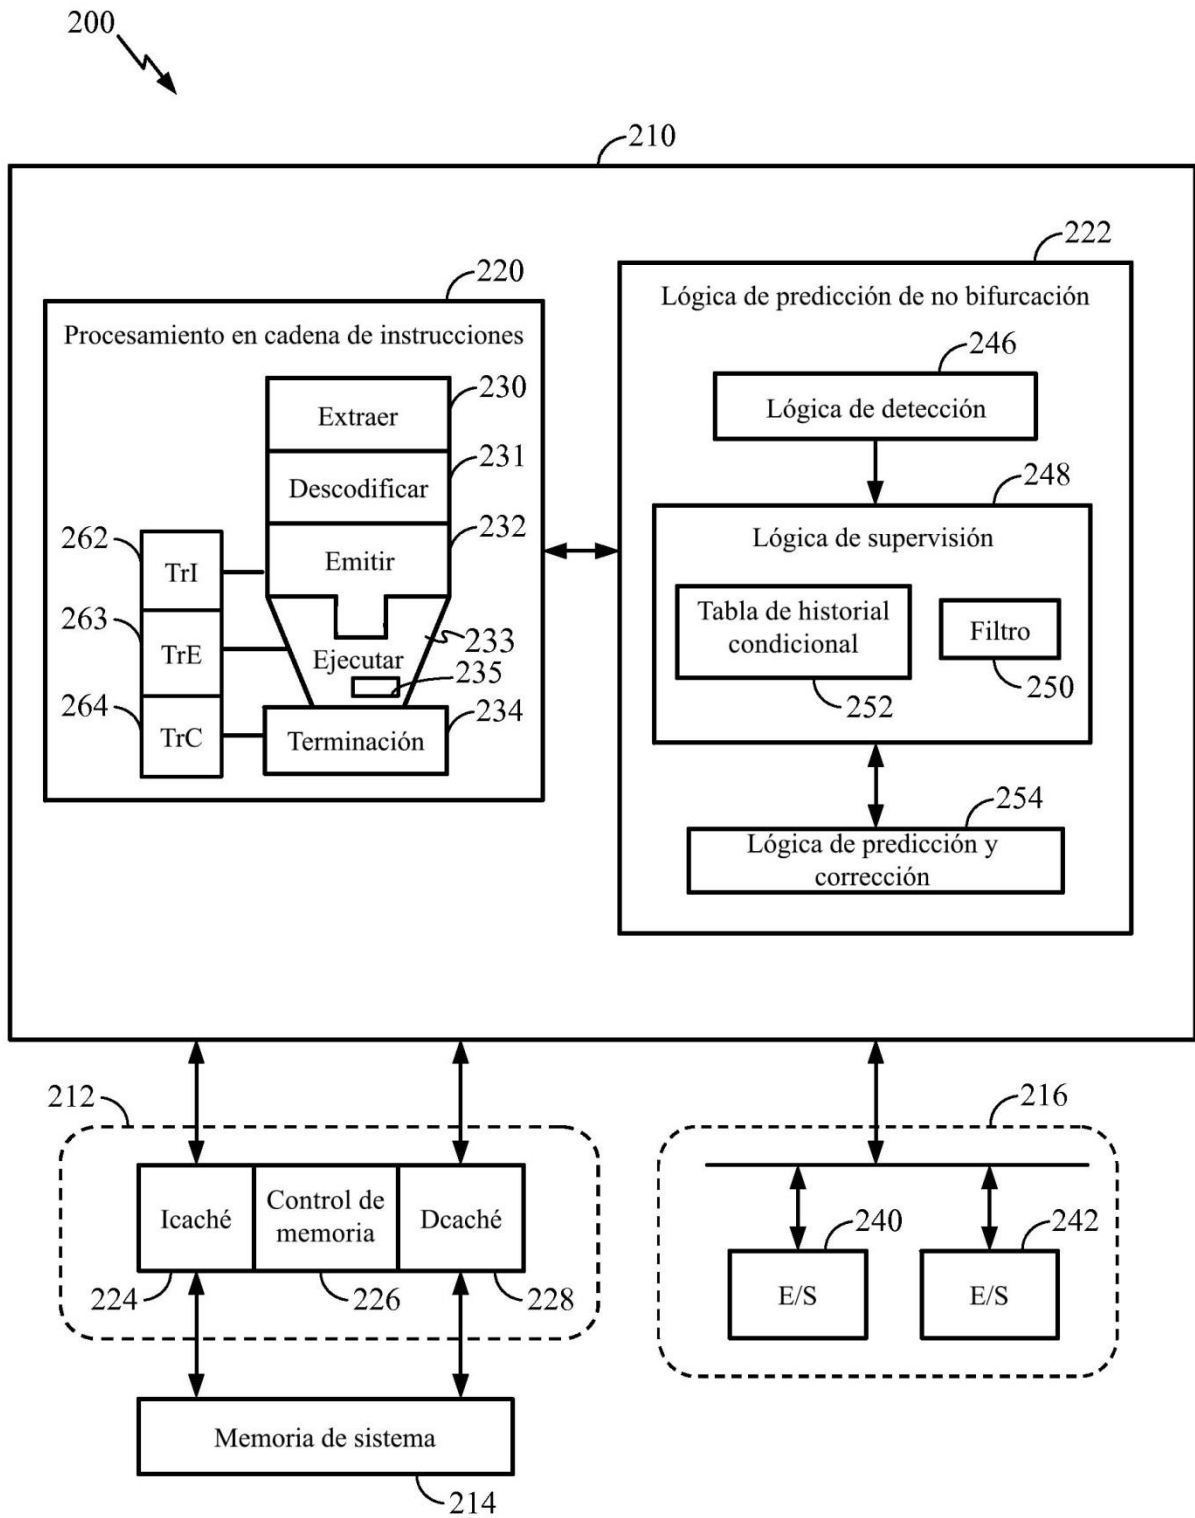 200
210
222
220
Lógica de predicción de no bifurcación
Procesamiento en cadena de instrucciones
246
230
Lógica de detección
Extraer
231
Descodificar
248
262
232
Lógica de supervisión
TrI
Emitir
263
Tabla de historial
condicional
Filtro
233
TrE
Ejecutar
235
264
252
250
234
TrC
Terminación
254
Lógica de predicción y
corrección
212
216
Icaché
Control de
memoria
Dcaché
240
242
224
226
228
E/S
E/S
Memoria de sistema
214